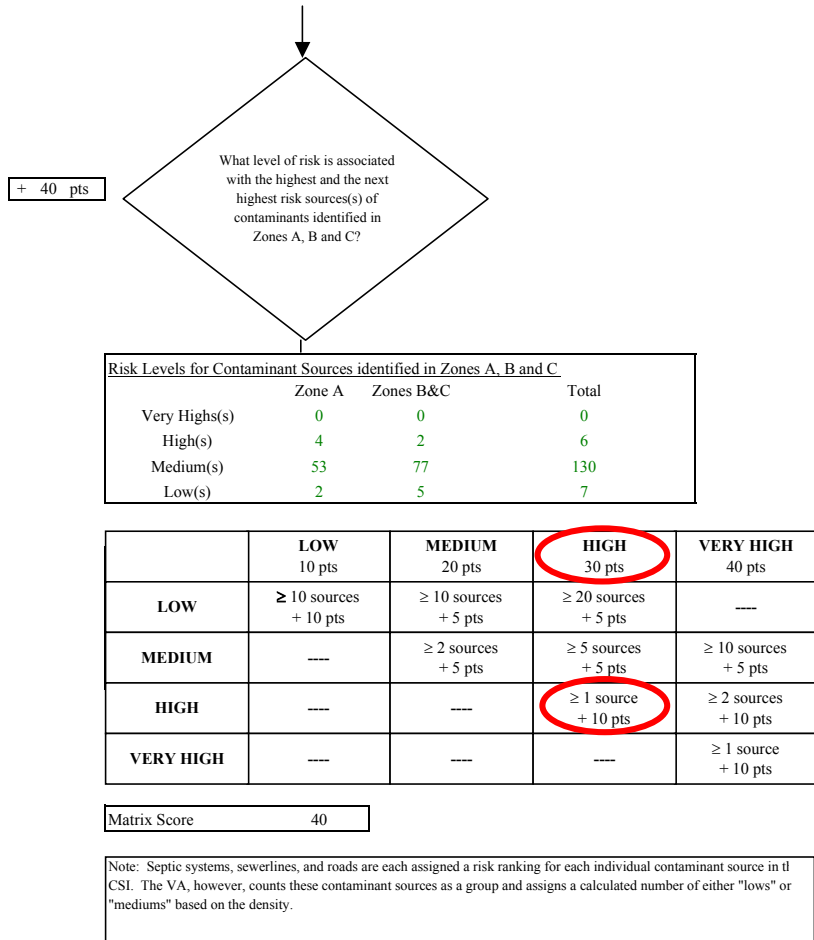 What level of risk is associated
with the highest and the next
highest risk sources(s) of
contaminants identified in
Zones A, B and C?
+ 40 pts
Risk Levels for Contaminant Sources identified in Zones A, B and C
Zone A Zones B&C Total
Very Highs(s) 0 0 0
High(s) 4 2 6
Medium(s) 53 77 130
Low(s) 2 5 7
LOW MEDIUM HIGH VERY HIGH
10 pts 20 pts 30 pts 40 pts
LOW ≥ 10 sources ≥ 10 sources ≥ 20 sources ----
+ 10 pts + 5 pts + 5 pts
MEDIUM ---- ≥ 2 sources ≥ 5 sources ≥ 10 sources
+ 5 pts + 5 pts + 5 pts
HIGH ---- ---- ≥ 1 source ≥ 2 sources
+ 10 pts + 10 pts
VERY HIGH ---- ---- ---- ≥ 1 source
+ 10 pts
Matrix Score 40
Note: Septic systems, sewerlines, and roads are each assigned a risk ranking for each individual contaminant source in
CSI. The VA, however, counts these contaminant sources as a group and assigns a calculated number of either "lows" or
"mediums" based on the density.